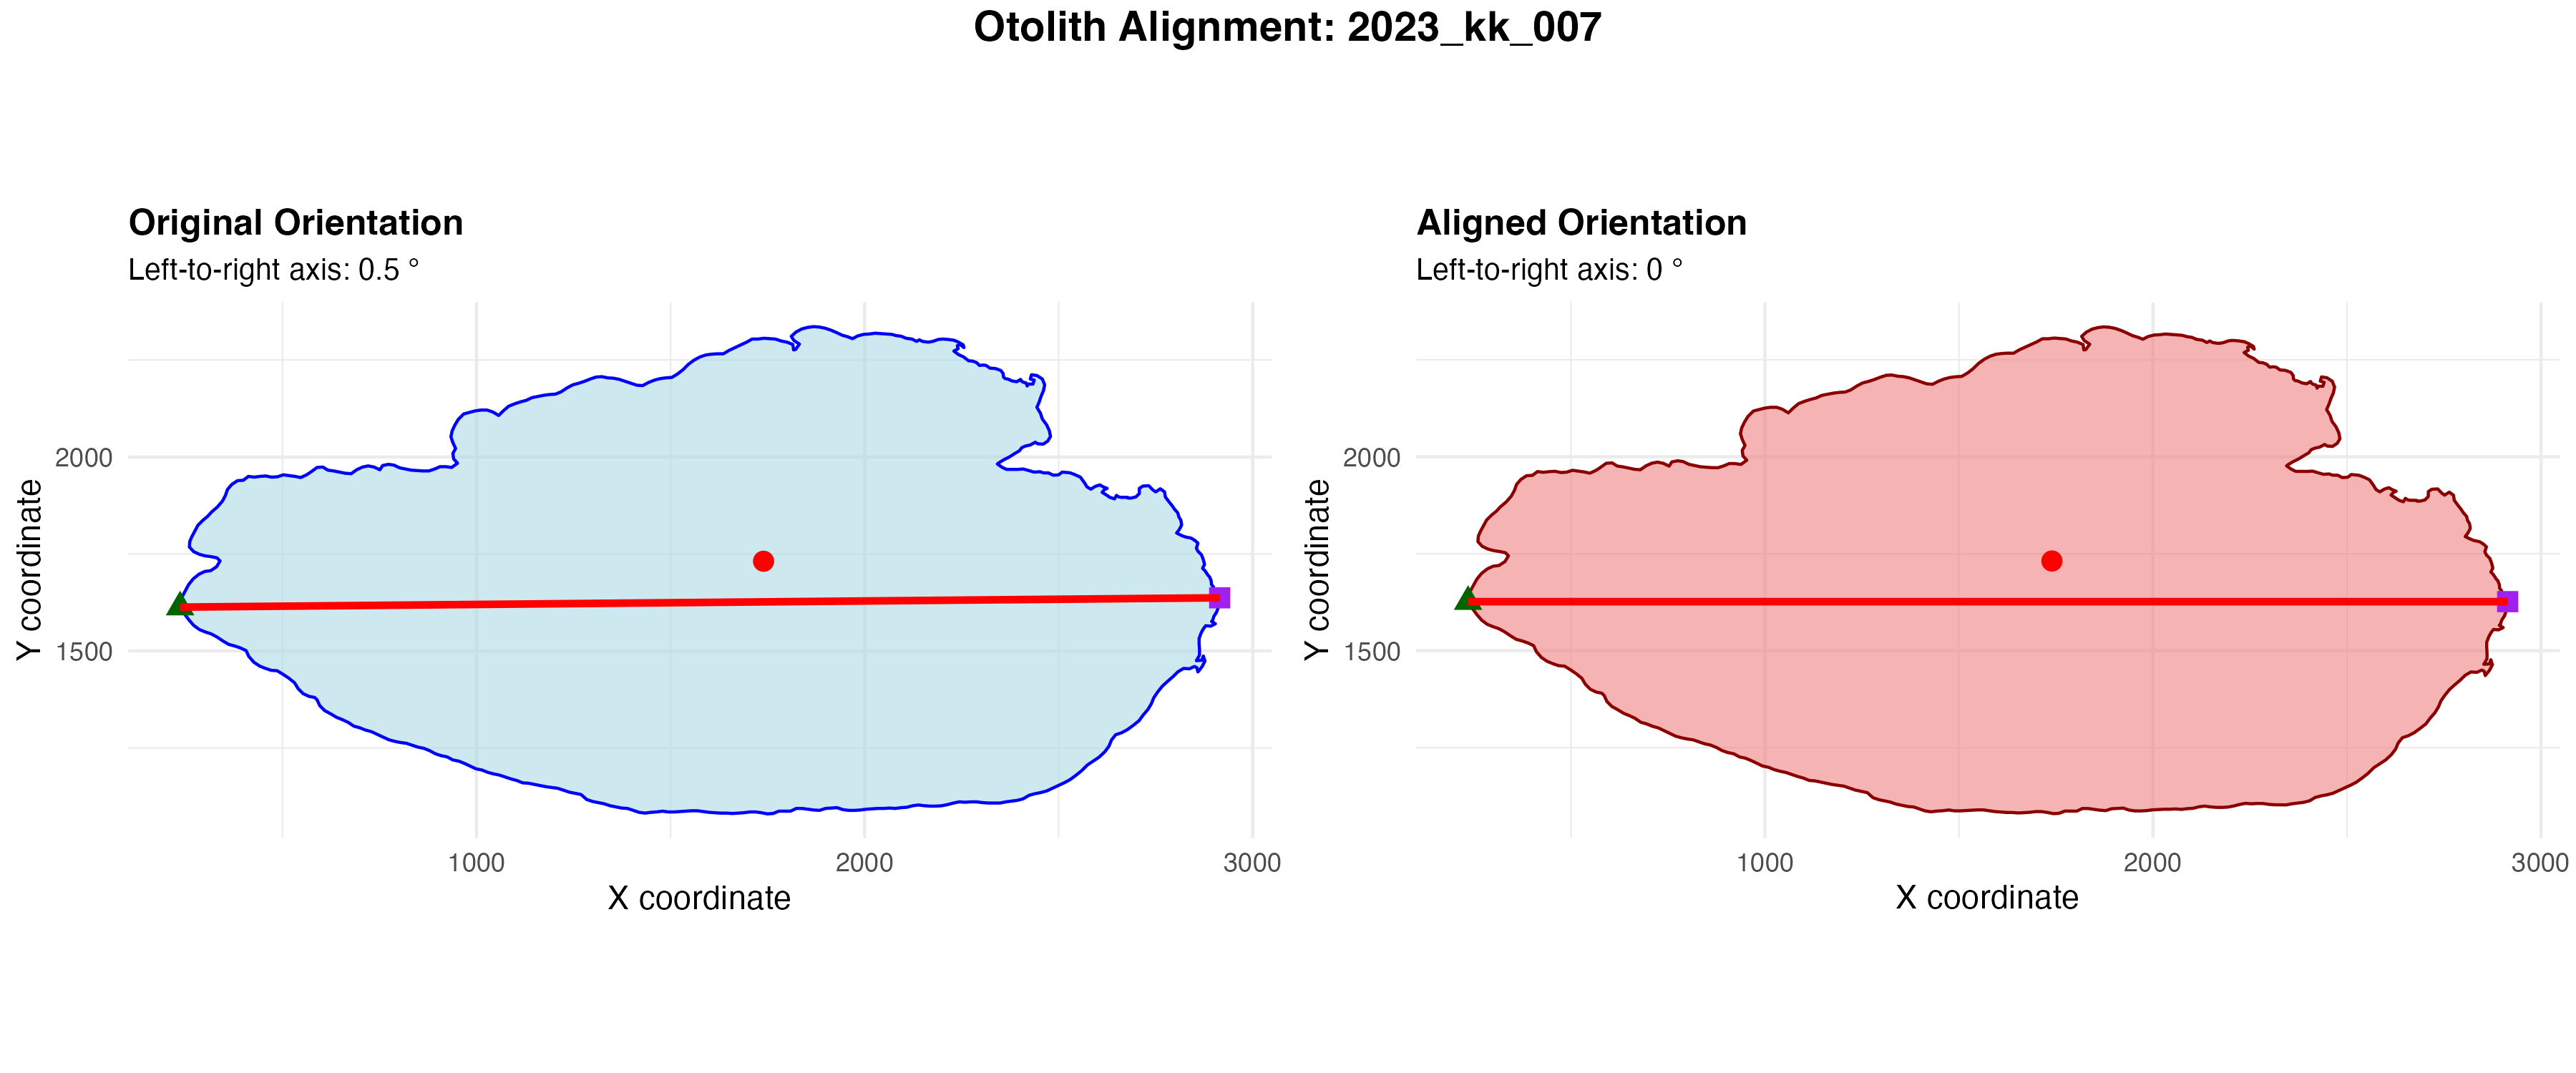 Otolith Alignment: 2023_kk_007
Original Orientation
Left-to-right axis: 0.5 °
2000
1500
Y coordinate
1000
2000
3000
X coordinate
Aligned Orientation
Left-to-right axis: 0 °
2000
1500
Y coordinate
1000
2000
3000
X coordinate